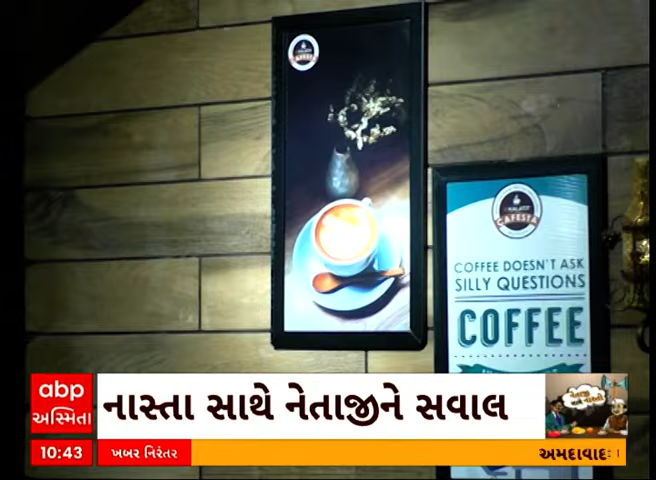 CAFESTA
CAFESTA
COFFEE DOESN'T ASK
SILLY QUESTIONS
COFFEE
abp
અસ્મિતા
નાસ્તા સાથે નેતાજીને સવાલ
10:43
ખબર નિરંતર
અમદાવાદઃ